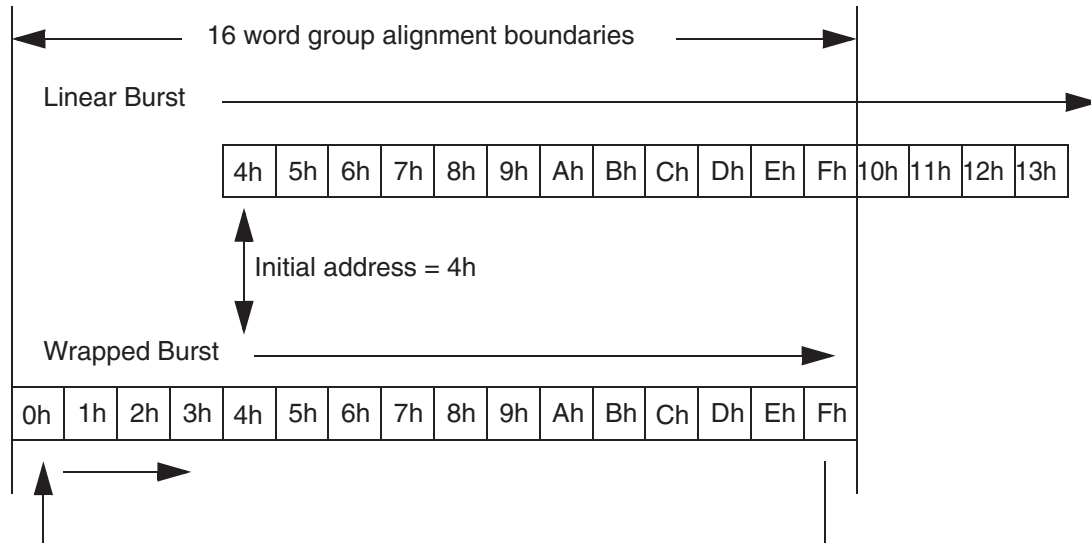 16 word group alignment boundaries
Linear Burst
4h 5h 6h 7h 8h 9h Ah Bh Ch Dh Eh Fh 10h 11h 12h 13h
Initial address = 4h
Wrapped Burst
0h 1h 2h 3h 4h 5h 6h 7h 8h 9h Ah Bh Ch Dh Eh Fh